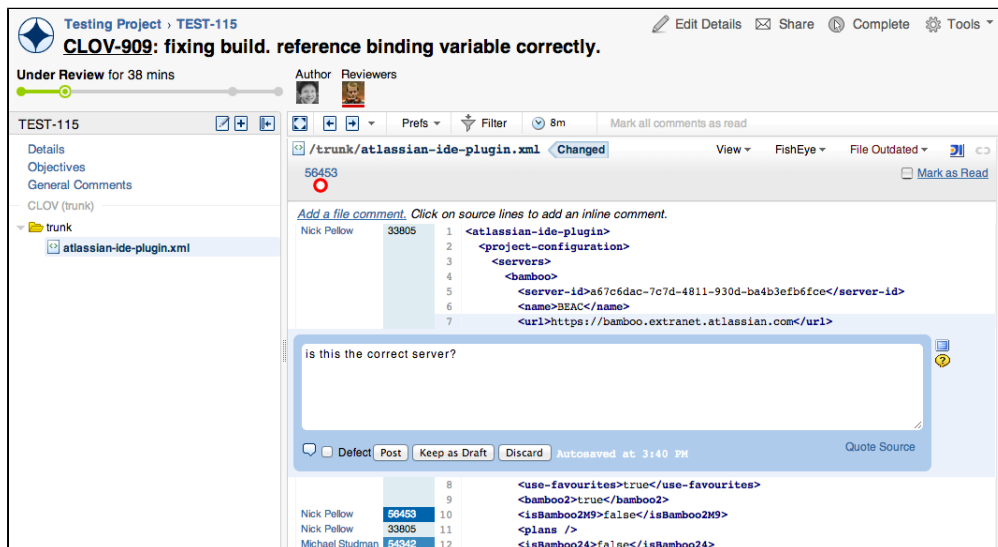 Testing Project › TEST-115
Edit Details Share Complete Tools
CLOV-909: fixing build. reference binding variable correctly.
Under Review for 38 mins
Author Reviewers
TEST-115
Prefs Filter 8m Mark all comments as read
Details
Objectives
General Comments
CLOV (trunk)
trunk
atlassian-ide-plugin.xml
/trunk/atlassian-ide-plugin.xml Changed View FishEye File Outdated
56453 Mark as Read
Add a file comment. Click on source lines to add an inline comment.
Nick Pellow 33805 1 <atlassian-ide-plugin>
2 <project-configuration>
3 <servers>
4 <bamboo>
5 <server-id>a67c6dac-7c7d-4811-930d-ba4b3efb6fce</server-id>
6 <name>BEAC</name>
7 <url>https://bamboo.extranet.atlassian.com</url>
is this the correct server?
Defect Post Keep as Draft Discard Autosaved at 3:40 PM Quote Source
8 <use-favourites>true</use-favourites>
9 <bamboo2>true</bamboo2>
Nick Pellow 56453 10 <isBamboo2M9>false</isBamboo2M9>
Nick Pellow 33805 11 <plans />
Michael Studman 54342 12 <isBamboo24>false</isBamboo24>